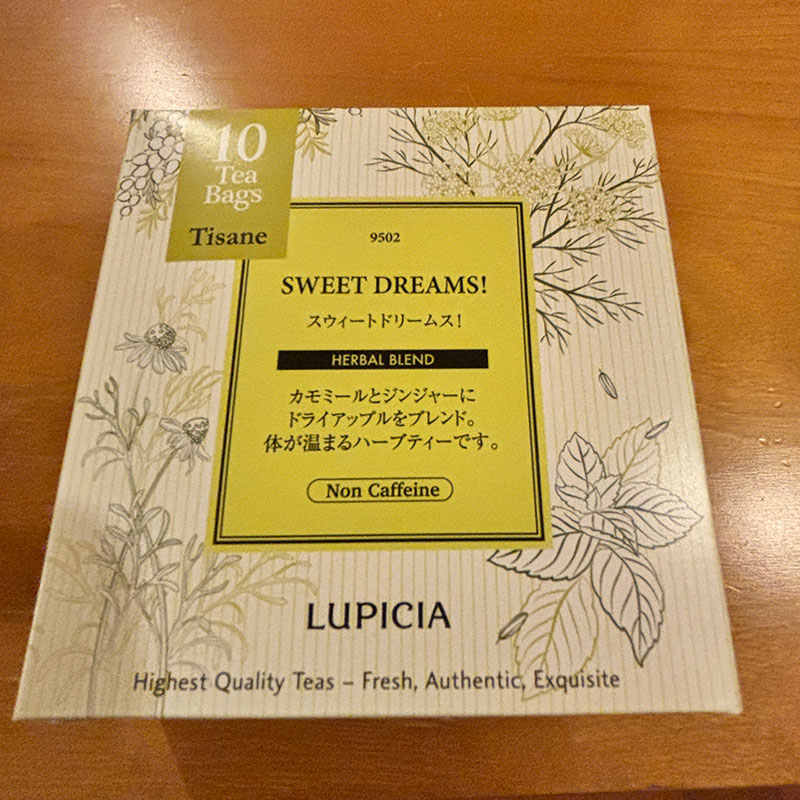 10
Tea
Bags
Tisane
9502
SWEET DREAMS!
スウィートドリームス!
HERBAL BLEND
カモミールとジンジャーに
ドライアップルをブレンド。
体が温まるハーブティーです。
Non Caffeine
LUPICIA
Highest Quality Teas – Fresh, Authentic, Exquisite